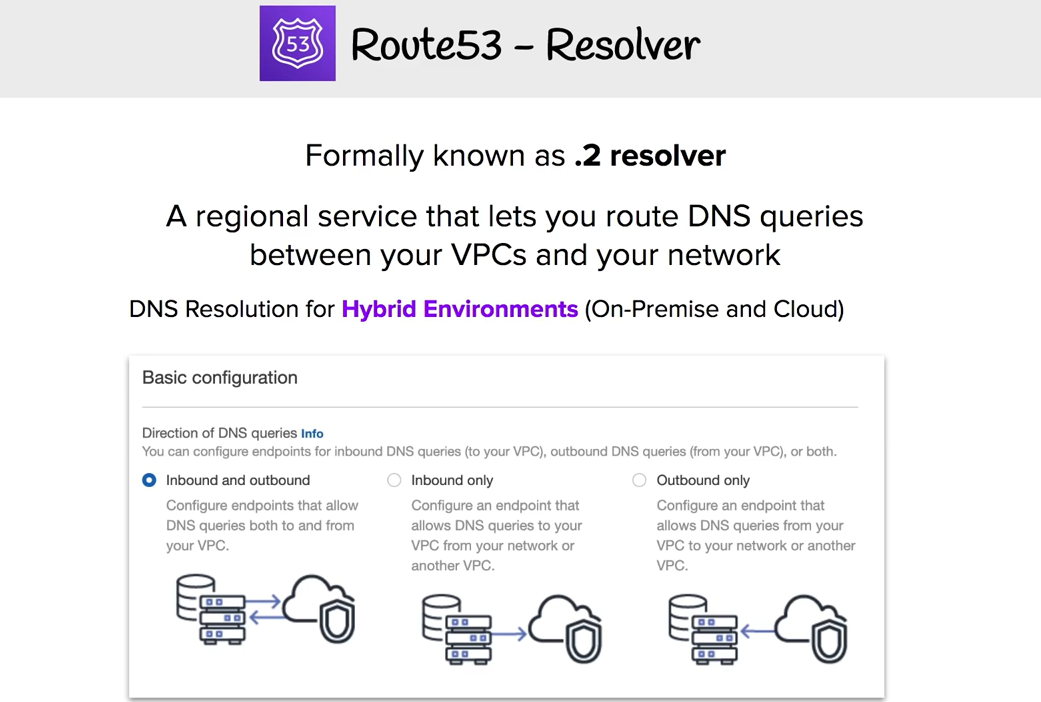 53
Route53 – Resolver
Formally known as .2 resolver
A regional service that lets you route DNS queries
between your VPCs and your network
DNS Resolution for Hybrid Environments (On-Premise and Cloud)
Basic configuration
Direction of DNS queries Info
You can configure endpoints for inbound DNS queries (to your VPC), outbound DNS queries (from your VPC), or both.
Inbound and outbound
Configure endpoints that allow
DNS queries both to and from
your VPC.
Inbound only
Configure an endpoint that
allows DNS queries to your
VPC from your network or
another VPC.
Outbound only
Configure an endpoint that
allows DNS queries from your
VPC to your network or another
VPC.